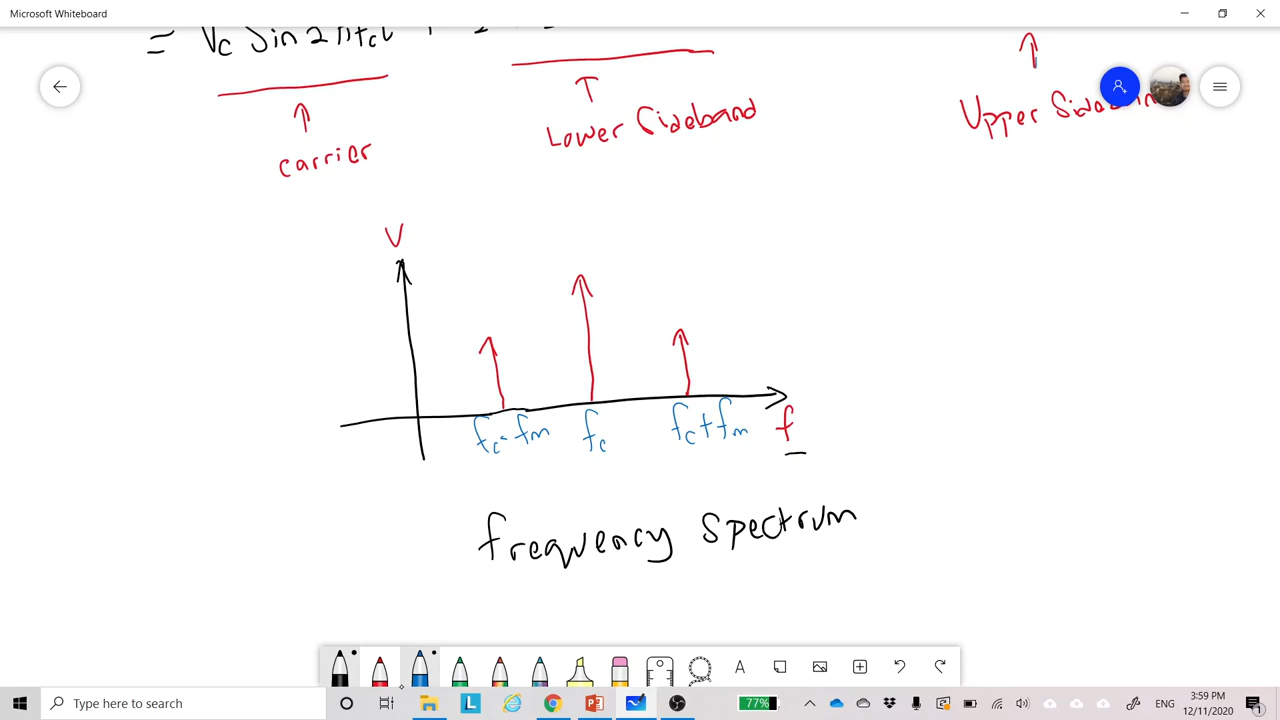 Microsoft Whiteboard
= Vc Sin 2πfct +
carrier
Lower Sideband
Upper
V
fc-fm
fc
fc+fm
f
frequency spectrum
A
Type here to search
L
77%
ENG
3:59 PM
12/11/2020
1